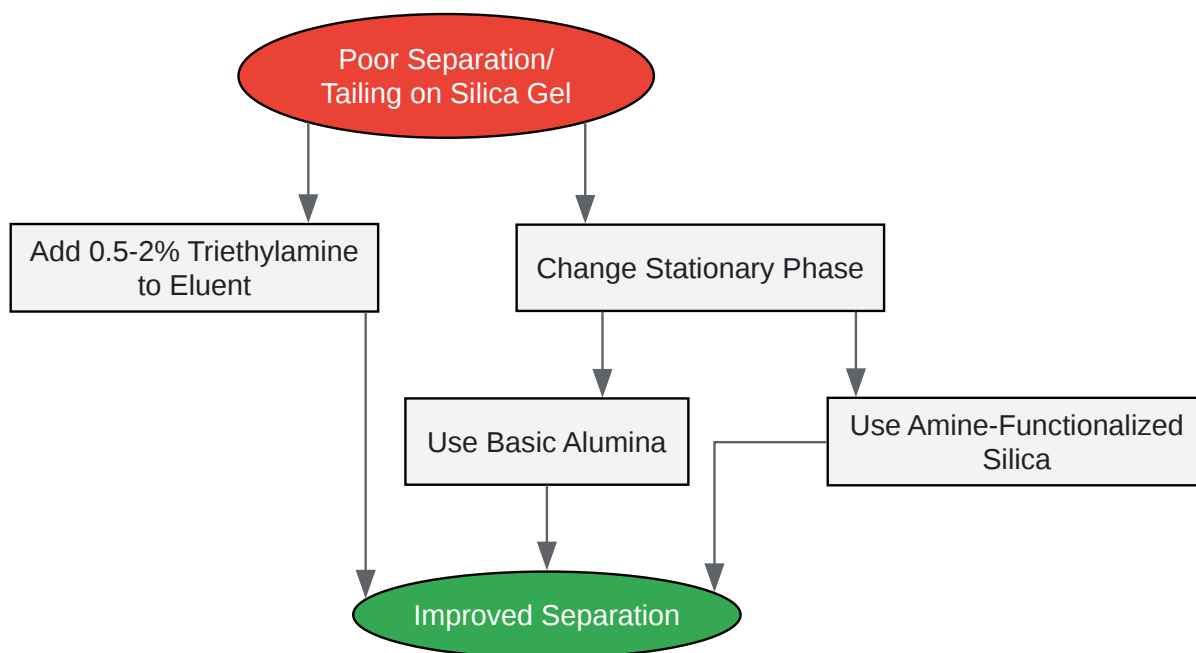 Poor Separation/
Tailing on Silica Gel
Add 0.5-2% Triethylamine
to Eluent
Change Stationary Phase
Use Basic Alumina
Use Amine-Functionalized
Silica
Improved Separation